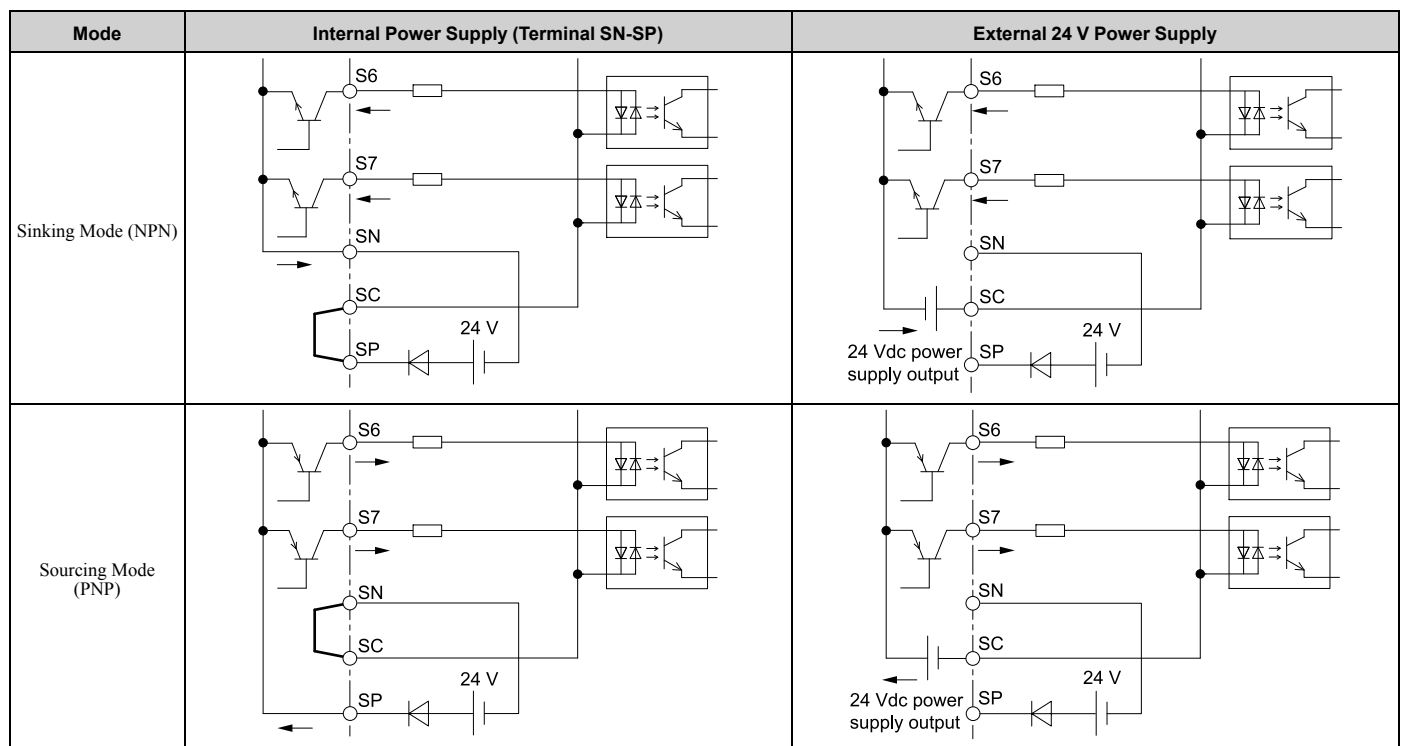 Mode
Internal Power Supply (Terminal SN-SP)
External 24 V Power Supply
Sinking Mode (NPN)
S6
S7
SN
SC
24 V
SP
S6
S7
SN
SC
24 V
24 Vdc power
supply output
SP
Sourcing Mode
(PNP)
S6
S7
SN
SC
24 V
SP
S6
S7
SN
SC
24 V
24 Vdc power
supply output
SP